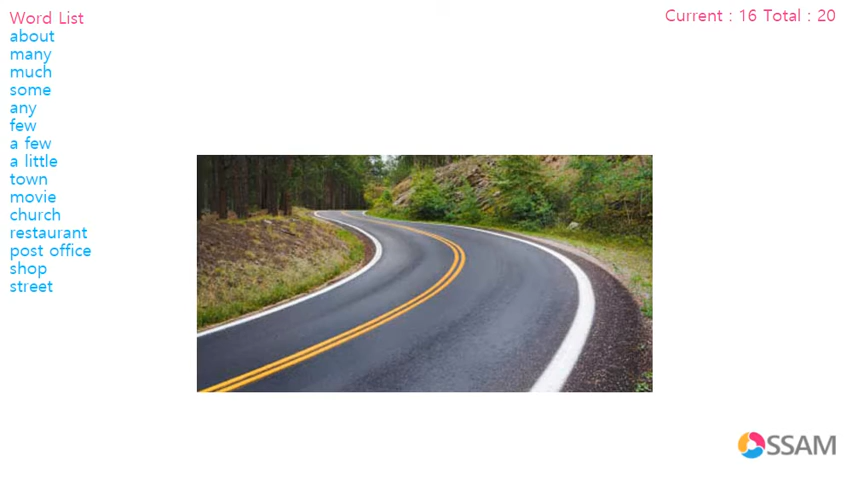 Word List
Current : 16 Total : 20
about
many
much
some
any
few
a few
a little
town
movie
church
restaurant
post office
shop
street
SSAM